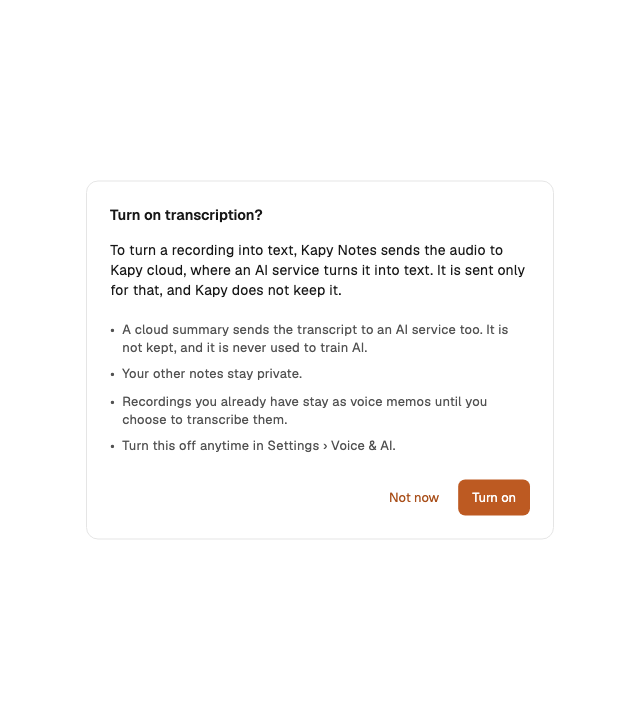 Turn on transcription?
To turn a recording into text, Kapy Notes sends the audio to
Kapy cloud, where an AI service turns it into text. It is sent only
for that, and Kapy does not keep it.
• A cloud summary sends the transcript to an AI service too. It is
not kept, and it is never used to train AI.
• Your other notes stay private.
• Recordings you already have stay as voice memos until you
choose to transcribe them.
• Turn this off anytime in Settings › Voice & AI.
Not now Turn on